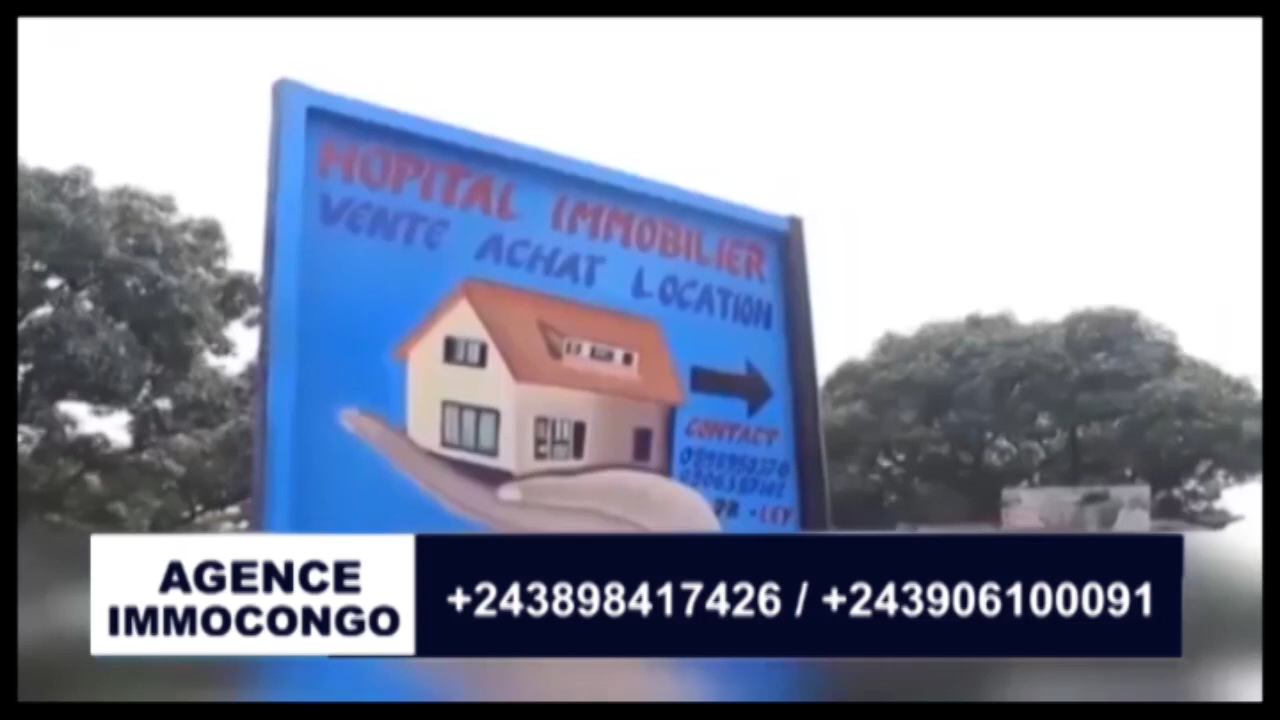 HOPITAL IMMOBILIER
VENTE ACHAT LOCATION
CONTACT
AGENCE
IMMOCONGO
+243898417426 / +243906100091